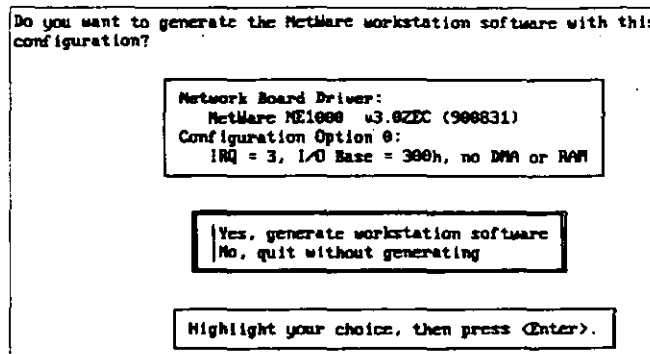 Do you want to generate the NetWare workstation software with this
configuration?
Network Board Driver:
NetWare NE1000 v3.02EC (900831)
Configuration Option 0:
IRQ = 3, I/O Base = 300h, no DMA or RAM
Yes, generate workstation software
No, quit without generating
Highlight your choice, then press <Enter>.